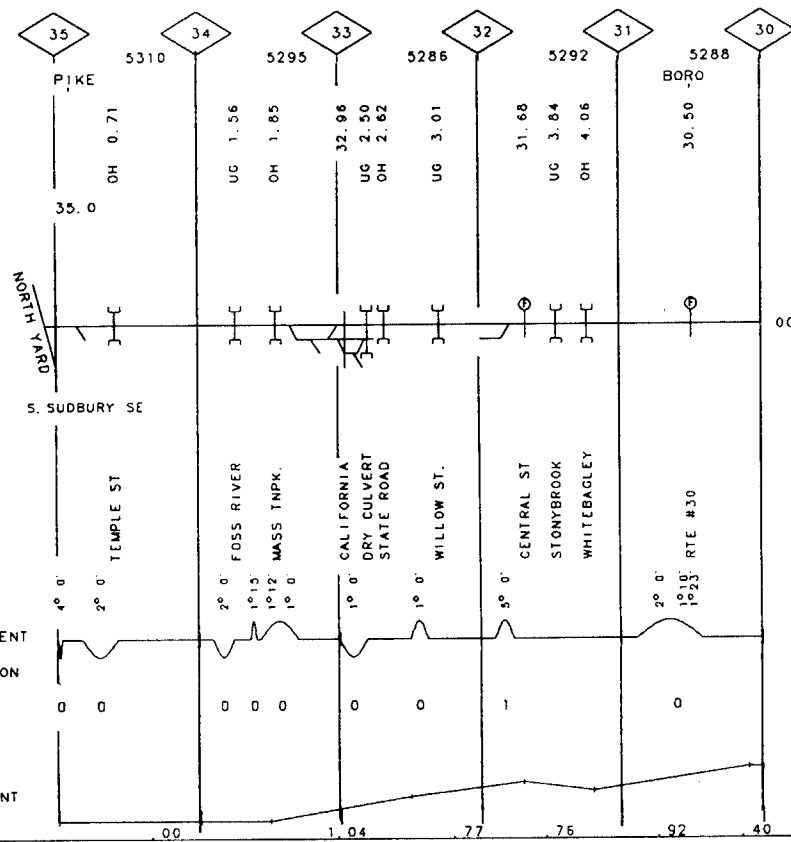 35 34 33 32 31 30
5310 5295 5286 5292 5288
PIKE BORO
OH 0.71
UG 1.56
OH 1.85
32.96
UG 2.50
OH 2.62
UG 3.01
31.68
UG 3.84
OH 4.06
30.50
35.0
F F
NORTH YARD
S. SUDBURY SE
TEMPLE ST
FOSS RIVER
MASS TNPK.
CALIFORNIA
DRY CULVERT
STATE ROAD
WILLOW ST.
CENTRAL ST
STONYBROOK
WHITEBAGLEY
RTE #30
4° 0'
2° 0'
2° 0'
1° 15'
1° 12'
1° 0'
1° 0'
1° 0'
5° 0'
2° 0'
1° 10'
1° 23'
ENT
ON
0 0 0 0 0 0 0 1 0
NT
.00 1.04 .77 .76 .92 .40